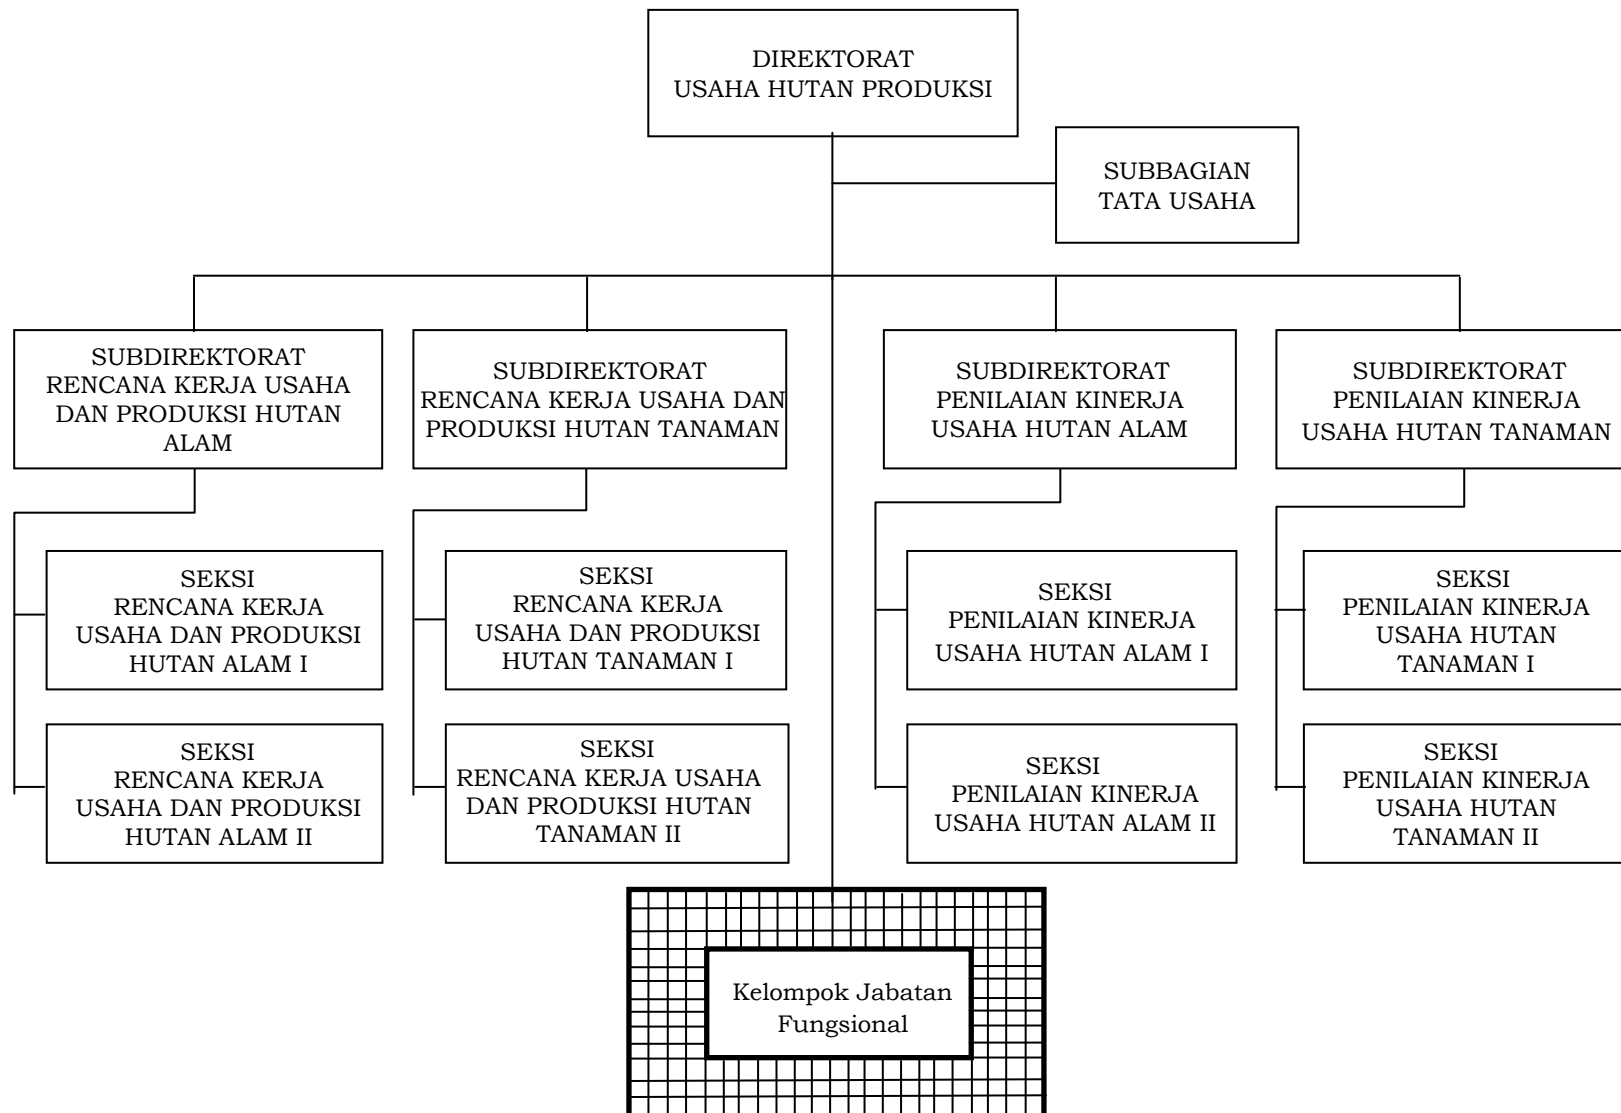 DIREKTORAT
USAHA HUTAN PRODUKSI
SUBBAGIAN
TATA USAHA
SUBDIREKTORAT
RENCANA KERJA USAHA
DAN PRODUKSI HUTAN
ALAM
SUBDIREKTORAT
RENCANA KERJA USAHA DAN
PRODUKSI HUTAN TANAMAN
SUBDIREKTORAT
PENILAIAN KINERJA
USAHA HUTAN ALAM
SUBDIREKTORAT
PENILAIAN KINERJA
USAHA HUTAN TANAMAN
SEKSI
RENCANA KERJA
USAHA DAN PRODUKSI
HUTAN ALAM I
SEKSI
RENCANA KERJA
USAHA DAN PRODUKSI
HUTAN TANAMAN I
SEKSI
PENILAIAN KINERJA
USAHA HUTAN ALAM I
SEKSI
PENILAIAN KINERJA
USAHA HUTAN
TANAMAN I
SEKSI
RENCANA KERJA
USAHA DAN PRODUKSI
HUTAN ALAM II
SEKSI
RENCANA KERJA USAHA
DAN PRODUKSI HUTAN
TANAMAN II
SEKSI
PENILAIAN KINERJA
USAHA HUTAN ALAM II
SEKSI
PENILAIAN KINERJA
USAHA HUTAN
TANAMAN II
Kelompok Jabatan
Fungsional